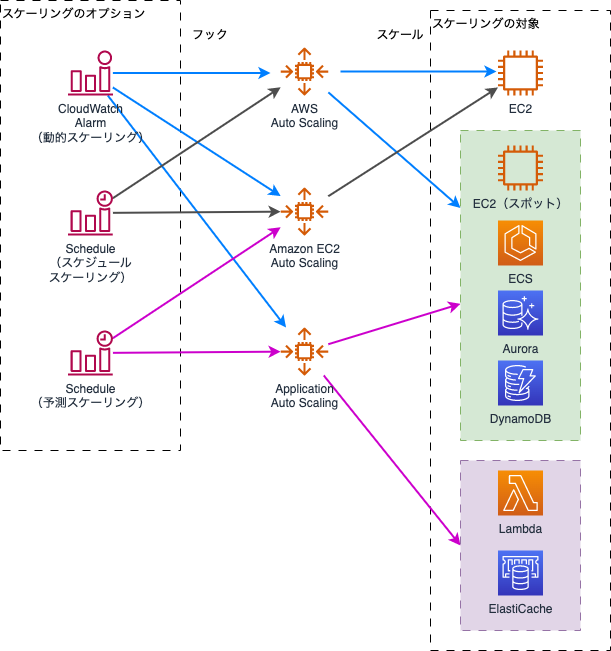 スケーリングのオプション
フック
スケール
スケーリングの対象
CloudWatch
Alarm
（動的スケーリング）
AWS
Auto Scaling
EC2
EC2（スポット）
Schedule
（スケジュール
スケーリング）
Amazon EC2
Auto Scaling
ECS
Aurora
Schedule
（予測スケーリング）
Application
Auto Scaling
DynamoDB
Lambda
ElastiCache